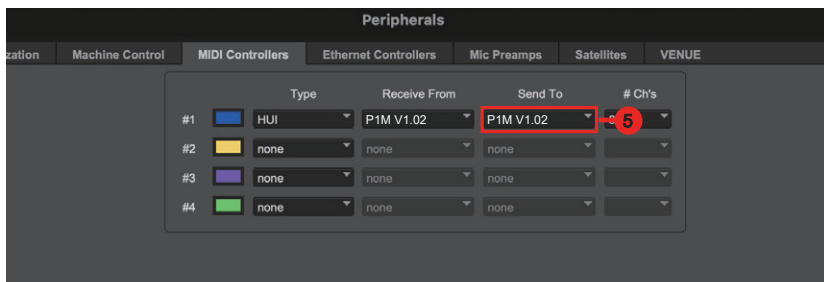 Peripherals
Machine Control MIDI Controllers Ethernet Controllers Mic Preamps Satellites VENUE
Type Receive From Send To # Ch's
#1 HUI P1M V1.02 P1M V1.02 5
#2 none none none
#3 none none none
#4 none none none